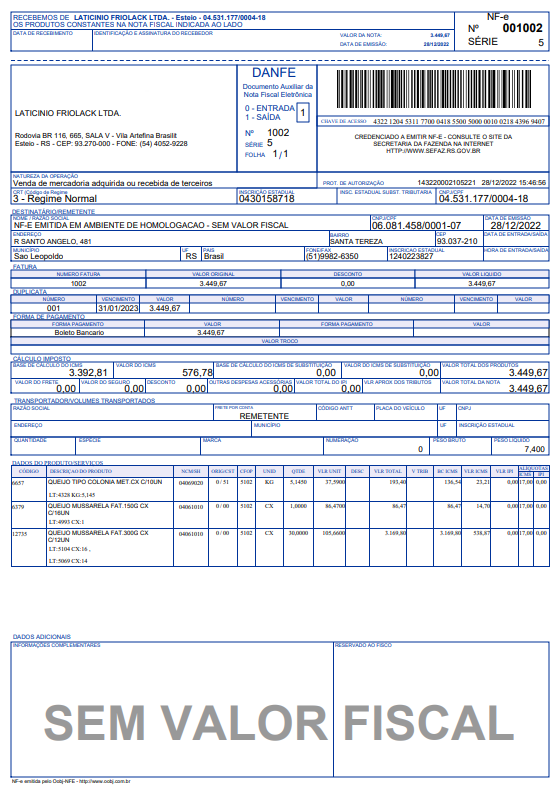 RECEBEMOS DE LATICINIO FRIOLACK LTDA. - Esteio - 04.531.177/0004-18
OS PRODUTOS CONSTANTES NA NOTA FISCAL INDICADA AO LADO
DATA DE RECEBIMENTO IDENTIFICAÇÃO E ASSINATURA DO RECEBEDOR
VALOR DA NOTA: 3.449,67
DATA DE EMISSÃO: 28/12/2022
NF-e
Nº 001002
SÉRIE 5
LATICINIO FRIOLACK LTDA.
Rodovia BR 116, 665, SALA V - Vila Artefina Brasilit
Esteio - RS - CEP: 93.270-000 - FONE: (54) 4052-9228
DANFE
Documento Auxiliar da
Nota Fiscal Eletrônica
0 - ENTRADA
1 - SAÍDA
1
Nº 1002
SÉRIE 5
FOLHA 1/1
CHAVE DE ACESSO 4322 1204 5311 7700 0418 5500 5000 0010 0218 4396 9407
CREDENCIADO A EMITIR NF-E - CONSULTE O SITE DA
SECRETARIA DA FAZENDA NA INTERNET
HTTP://WWW.SEFAZ.RS.GOV.BR
NATUREZA DA OPERAÇÃO
Venda de mercadoria adquirida ou recebida de terceiros
PROT. DE AUTORIZAÇÃO 143220002105221 28/12/2022 15:46:56
CRT (Código de Regime INSCRIÇÃO ESTADUAL INSC. ESTADUAL SUBST. TRIBUTARIA CNPJ/CPF
3 - Regime Normal 0430158718 04.531.177/0004-18
DESTINATÁRIO/REMETENTE
NOME / RAZÃO SOCIAL CNPJ/CPF DATA DE EMISSÃO
NF-E EMITIDA EM AMBIENTE DE HOMOLOGACAO - SEM VALOR FISCAL 06.081.458/0001-07 28/12/2022
ENDEREÇO BAIRRO CEP DATA DE ENTRADA/SAÍDA
R SANTO ANGELO, 481 SANTA TEREZA 93.037-210
MUNICÍPIO UF PAIS FONE/FAX INSCRIÇÃO ESTADUAL HORA DE ENTRADA/SAÍDA
Sao Leopoldo RS Brasil (51)9982-6350 1240223827
FATURA
NÚMERO FATURA VALOR ORIGINAL DESCONTO VALOR LIQUIDO
1002 3.449,67 0,00 3.449,67
DUPLICATA
NÚMERO VENCIMENTO VALOR NÚMERO VENCIMENTO VALOR NÚMERO VENCIMENTO VALOR
001 31/01/2023 3.449,67
FORMA DE PAGAMENTO
FORMA PAGAMENTO VALOR FORMA PAGAMENTO VALOR
Boleto Bancario 3.449,67
VALOR TROCO
CÁLCULO IMPOSTO
BASE DE CÁLCULO DO ICMS VALOR DO ICMS BASE DE CÁLCULO DO ICMS DE SUBSTITUIÇÃO VALOR DO ICMS DE SUBSTITUIÇÃO VALOR TOTAL DOS PRODUTOS
3.392,81 576,78 0,00 0,00 3.449,67
VALOR DO FRETE VALOR DO SEGURO DESCONTO OUTRAS DESPESAS ACESSÓRIAS VALOR TOTAL DO IPI VLR APROX DOS TRIBUTOS VALOR TOTAL DA NOTA
0,00 0,00 0,00 0,00 0,00 3.449,67
TRANSPORTADOR/VOLUMES TRANSPORTADOS
RAZÃO SOCIAL FRETE POR CONTA CÓDIGO ANTT PLACA DO VEÍCULO UF CNPJ
REMETENTE
ENDEREÇO MUNICÍPIO UF INSCRIÇÃO ESTADUAL
QUANTIDADE ESPÉCIE MARCA NUMERAÇÃO PESO BRUTO PESO LIQUIDO
0 7,400
DADOS DO PRODUTO/SERVIÇOS
CÓDIGO DESCRIÇAO DO PRODUTO NCM/SH ORIG/CST CFOP UNID QTDE VLR UNIT DESC VLR TOTAL V TRIB BC ICMS VLR ICMS VLR IPI ALIQUOTAS ICMS IPI
6657 QUEIJO TIPO COLONIA MET.CX C/10UN 04069020 0 / 51 5102 KG 5,1450 37,5900 193,40 136,54 23,21 0,00 17,00 0,00
LT:4328 KG:5,145
6379 QUEIJO MUSSARELA FAT.150G CX 04061010 0 / 00 5102 CX 1,0000 86,4700 86,47 86,47 14,70 0,00 17,00 0,00
C/16UN
LT:4993 CX:1
12735 QUEIJO MUSSARELA FAT.300G CX 04061010 0 / 00 5102 CX 30,0000 105,6600 3.169,80 3.169,80 538,87 0,00 17,00 0,00
C/12UN
LT:5104 CX:16 ,
LT:5069 CX:14
DADOS ADICIONAIS
INFORMAÇÕES COMPLEMENTARES RESERVADO AO FISCO
SEM VALOR FISCAL
NF-e emitida pelo Oobj-NFE - http://www.oobj.com.br